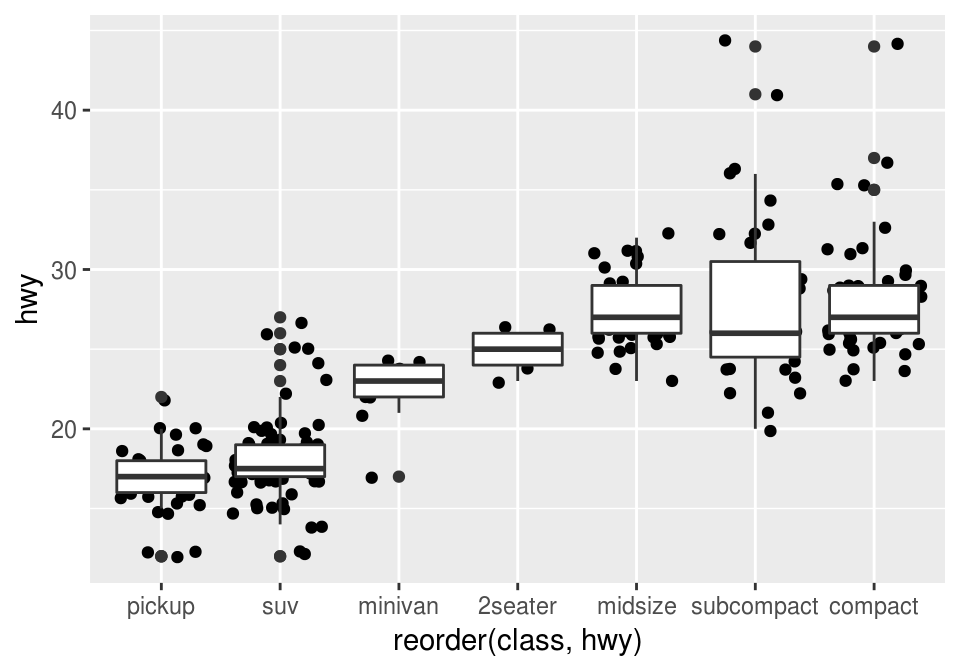 hwy
40
30
20
pickup suv minivan 2seater midsize subcompact compact
reorder(class, hwy)